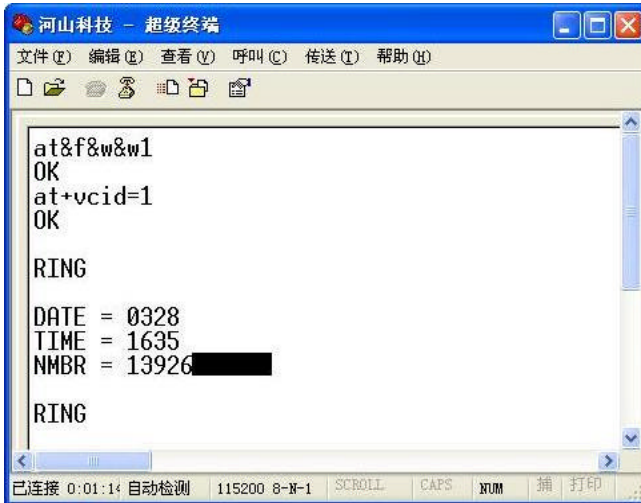 河山科技 - 超级终端
文件(F) 编辑(E) 查看(V) 呼叫(C) 传送(T) 帮助(H)
at&f&w&w1
OK
at+vcid=1
OK
RING
DATE = 0328
TIME = 1635
NMBR = 13926
RING
已连接 0:01:14 自动检测 115200 8-N-1 SCROLL CAPS NUM 捕 打印